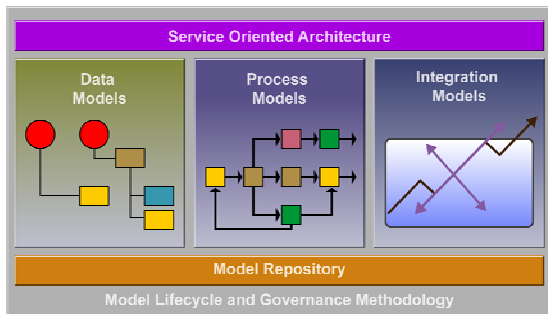 Service Oriented Architecture
Data
Models
Process
Models
Integration
Models
Model Repository
Model Lifecycle and Governance Methodology